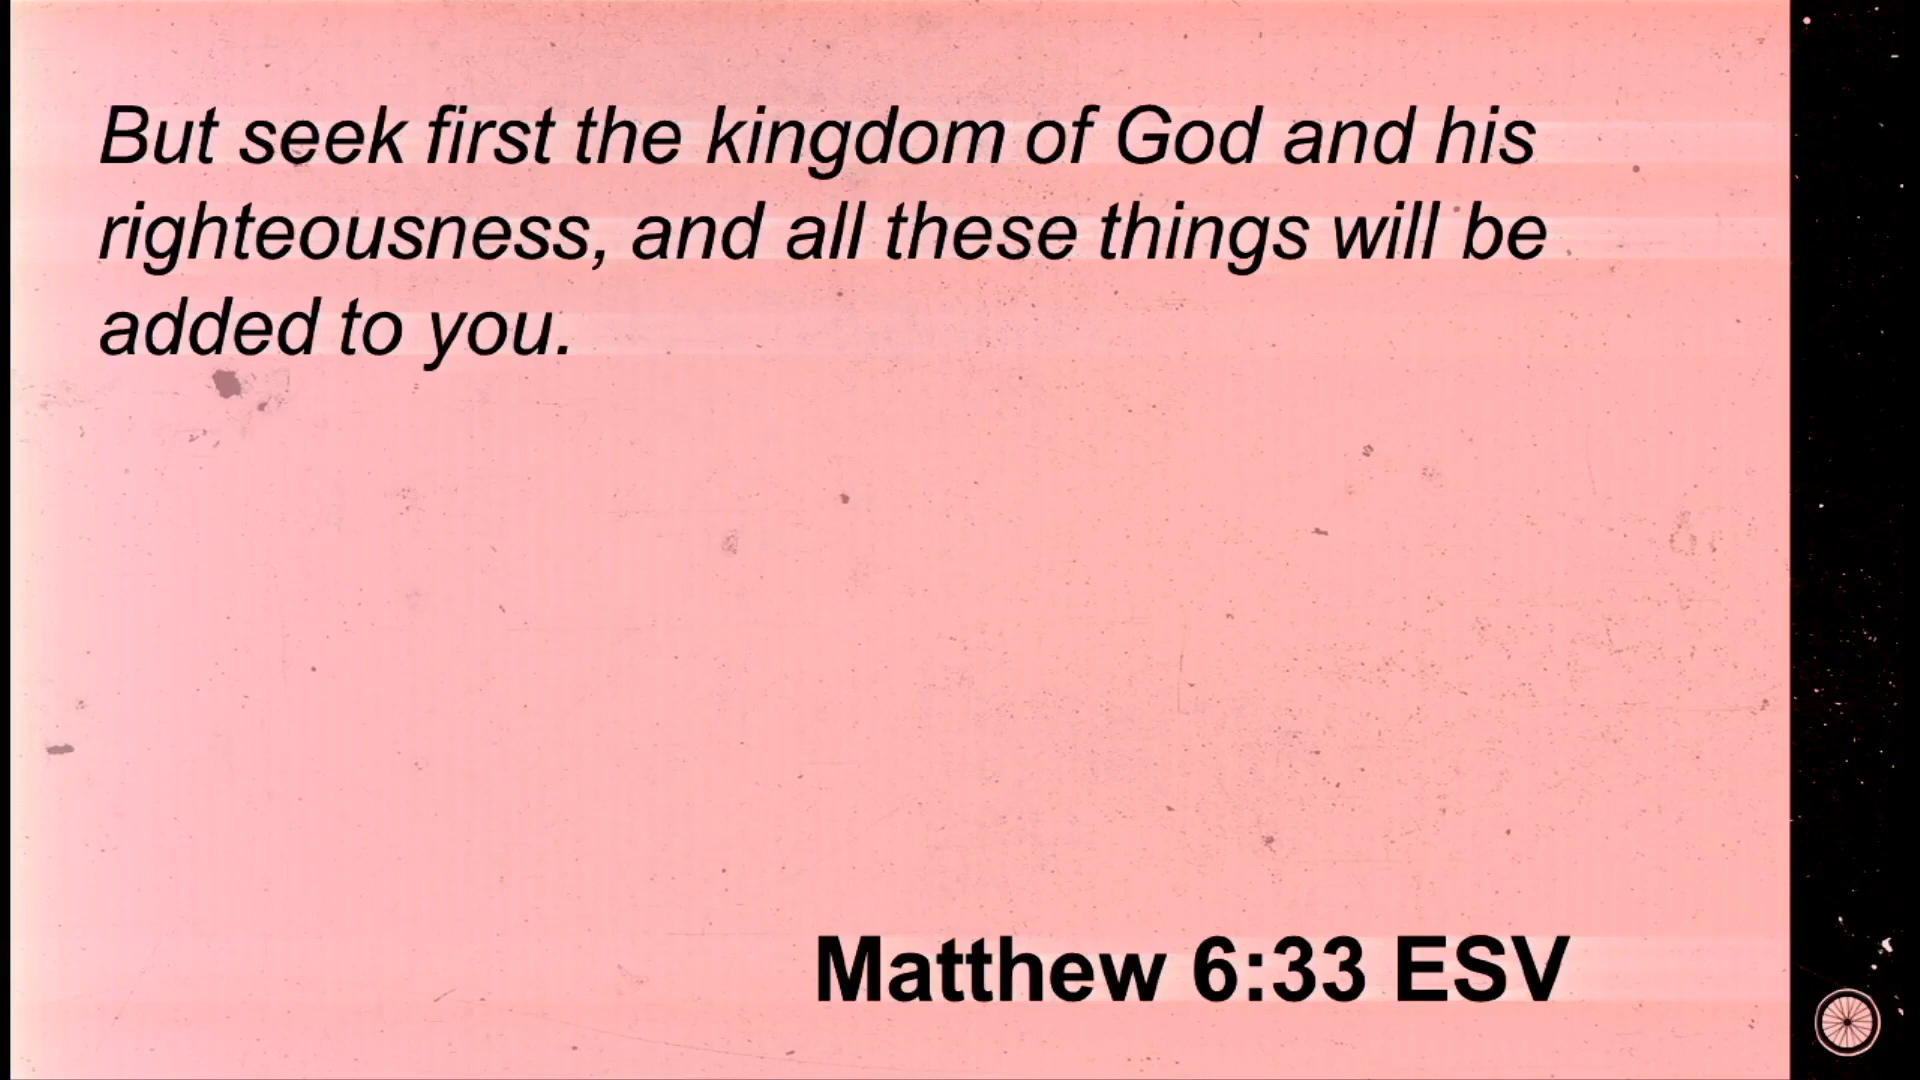 But seek first the kingdom of God and his
righteousness, and all these things will be
added to you.
Matthew 6:33 ESV